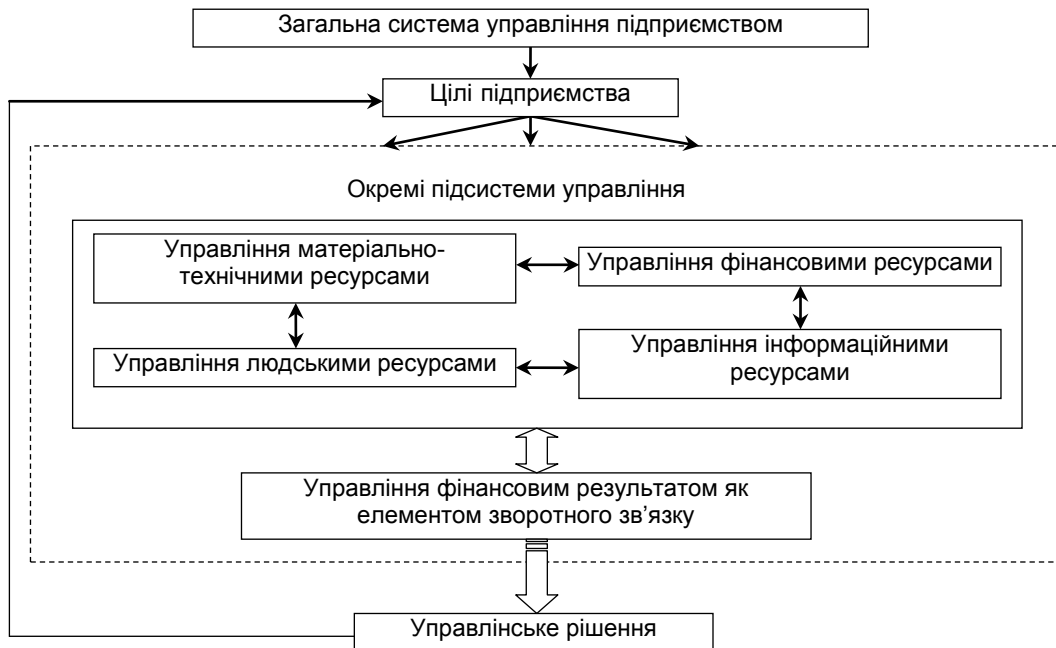 Загальна система управління підприємством
Цілі підприємства
Окремі підсистеми управління
Управління матеріально-
технічними ресурсами
Управління фінансовими ресурсами
Управління людськими ресурсами
Управління інформаційними
ресурсами
Управління фінансовим результатом як
елементом зворотного зв’язку
Управлінське рішення